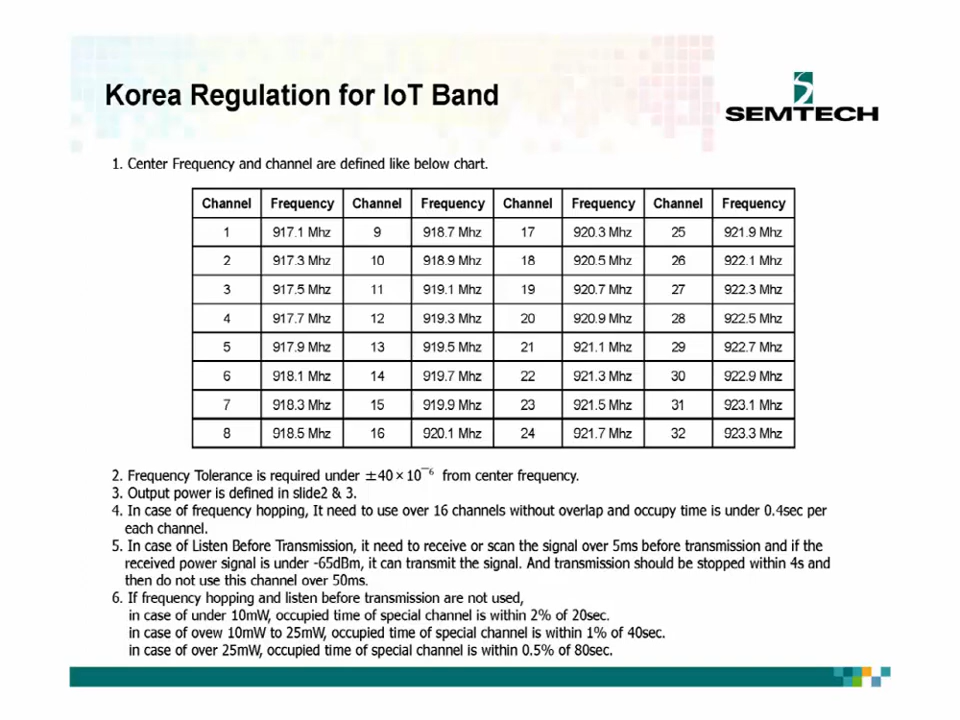 Korea Regulation for IoT Band
SEMTECH
1. Center Frequency and channel are defined like below chart.
Channel Frequency Channel Frequency Channel Frequency Channel Frequency
1 917.1 Mhz 9 918.7 Mhz 17 920.3 Mhz 25 921.9 Mhz
2 917.3 Mhz 10 918.9 Mhz 18 920.5 Mhz 26 922.1 Mhz
3 917.5 Mhz 11 919.1 Mhz 19 920.7 Mhz 27 922.3 Mhz
4 917.7 Mhz 12 919.3 Mhz 20 920.9 Mhz 28 922.5 Mhz
5 917.9 Mhz 13 919.5 Mhz 21 921.1 Mhz 29 922.7 Mhz
6 918.1 Mhz 14 919.7 Mhz 22 921.3 Mhz 30 922.9 Mhz
7 918.3 Mhz 15 919.9 Mhz 23 921.5 Mhz 31 923.1 Mhz
8 918.5 Mhz 16 920.1 Mhz 24 921.7 Mhz 32 923.3 Mhz
2. Frequency Tolerance is required under ±40×10⁻⁶ from center frequency.
3. Output power is defined in slide2 & 3.
4. In case of frequency hopping, It need to use over 16 channels without overlap and occupy time is under 0.4sec per
each channel.
5. In case of Listen Before Transmission, it need to receive or scan the signal over 5ms before transmission and if the
received power signal is under -65dBm, it can transmit the signal. And transmission should be stopped within 4s and
then do not use this channel over 50ms.
6. If frequency hopping and listen before transmission are not used,
in case of under 10mW, occupied time of special channel is within 2% of 20sec.
in case of ovew 10mW to 25mW, occupied time of special channel is within 1% of 40sec.
in case of over 25mW, occupied time of special channel is within 0.5% of 80sec.